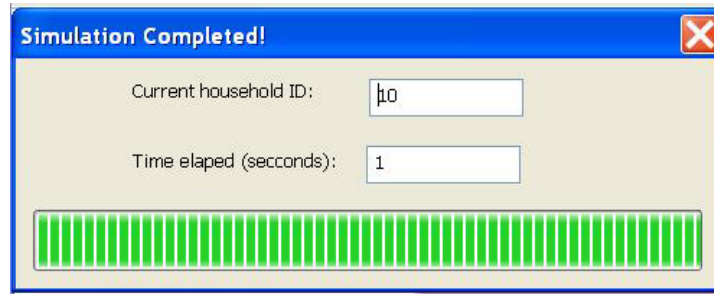 Simulation Completed!
Current household ID: 10
Time elaped (secconds): 1